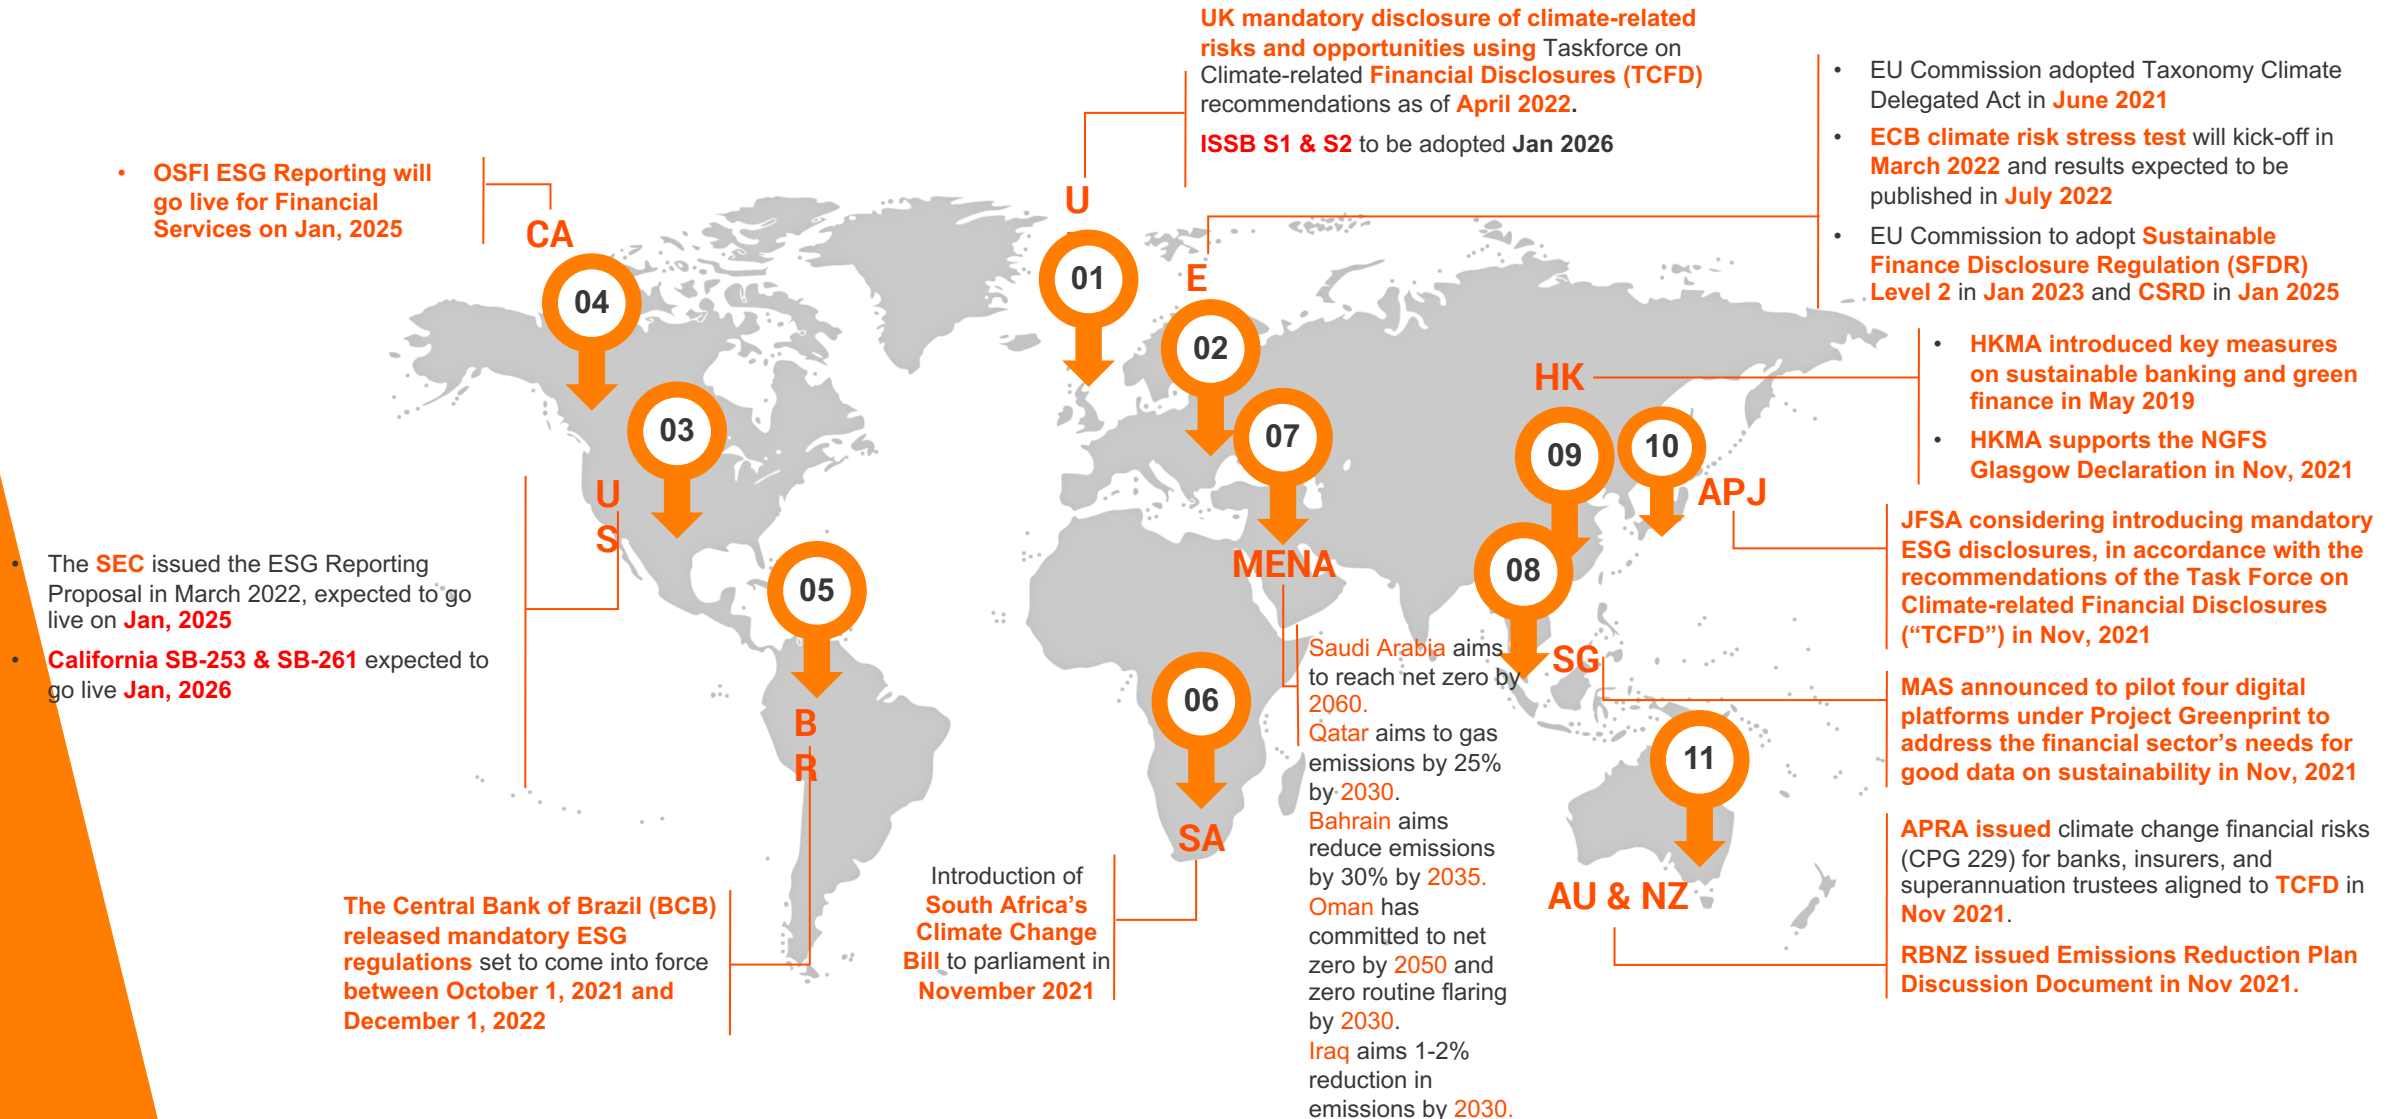 UK mandatory disclosure of climate-related
risks and opportunities using Taskforce on
Climate-related Financial Disclosures (TCFD)
recommendations as of April 2022.
ISSB S1 & S2 to be adopted Jan 2026
• EU Commission adopted Taxonomy Climate
Delegated Act in June 2021
• ECB climate risk stress test will kick-off in
March 2022 and results expected to be
published in July 2022
• EU Commission to adopt Sustainable
Finance Disclosure Regulation (SFDR)
Level 2 in Jan 2023 and CSRD in Jan 2025
• OSFI ESG Reporting will
go live for Financial
Services on Jan, 2025
CA
04
U
01
E
02
03
U
S
07
MENA
HK
09
10
APJ
08
SG
05
B
R
06
SA
11
AU & NZ
• HKMA introduced key measures
on sustainable banking and green
finance in May 2019
• HKMA supports the NGFS
Glasgow Declaration in Nov, 2021
JFSA considering introducing mandatory
ESG disclosures, in accordance with the
recommendations of the Task Force on
Climate-related Financial Disclosures
(“TCFD”) in Nov, 2021
• The SEC issued the ESG Reporting
Proposal in March 2022, expected to go
live on Jan, 2025
• California SB-253 & SB-261 expected to
go live Jan, 2026
Saudi Arabia aims
to reach net zero by
2060.
Qatar aims to gas
emissions by 25%
by 2030.
Bahrain aims
reduce emissions
by 30% by 2035.
Oman has
committed to net
zero by 2050 and
zero routine flaring
by 2030.
Iraq aims 1-2%
reduction in
emissions by 2030.
MAS announced to pilot four digital
platforms under Project Greenprint to
address the financial sector’s needs for
good data on sustainability in Nov, 2021
APRA issued climate change financial risks
(CPG 229) for banks, insurers, and
superannuation trustees aligned to TCFD in
Nov 2021.
RBNZ issued Emissions Reduction Plan
Discussion Document in Nov 2021.
The Central Bank of Brazil (BCB)
released mandatory ESG
regulations set to come into force
between October 1, 2021 and
December 1, 2022
Introduction of
South Africa’s
Climate Change
Bill to parliament in
November 2021